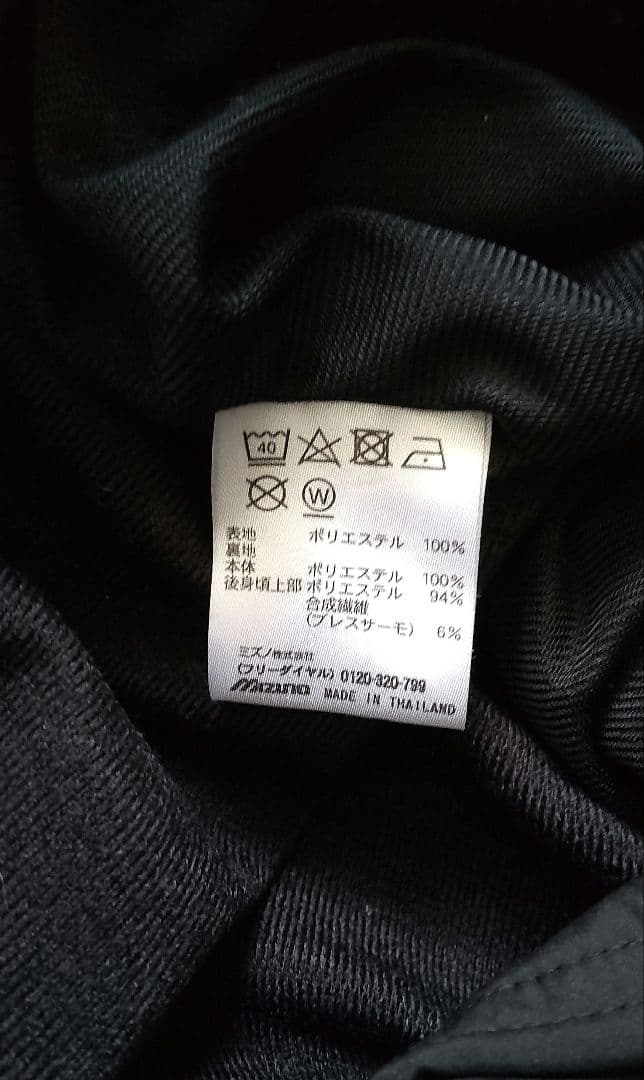 40
W
表地 ポリエステル 100%
裏地
本体 ポリエステル 100%
後身頃上部 ポリエステル 94%
合成繊維
(ブレスサーモ) 6%
ミズノ株式会社
(フリーダイヤル) 0120-320-799
Mizuno MADE IN THAILAND